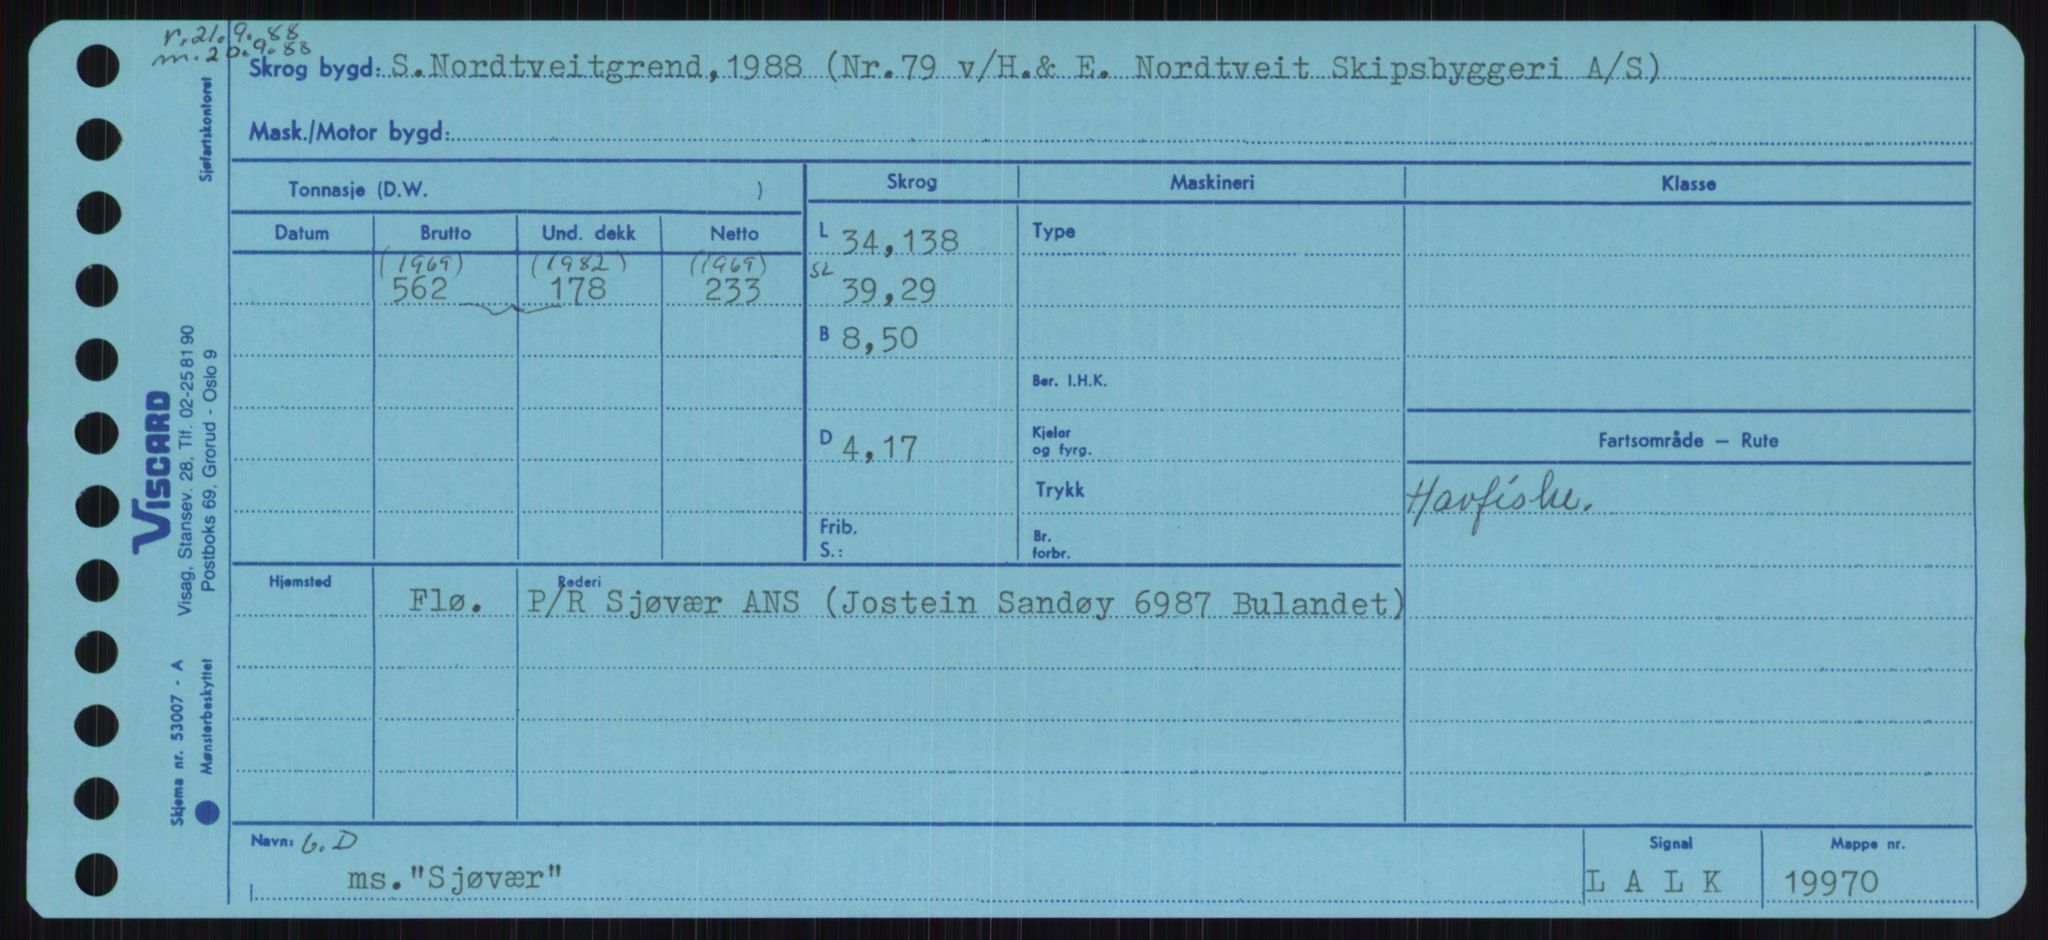 r. 21.9.88
m. 20.9.88
Skrog bygd: S.Nordtveitgrend, 1988 (Nr.79 v/H.& E. Nordtveit Skipsbyggeri A/S)
Mask./Motor bygd:
Tonnasje (D.W. )
Skrog
Maskineri
Klasse
Datum
Brutto
Und. dekk
Netto
(1969) (1982) (1969)
562 178 233
L 34,138
SL 39,29
B 8,50
D 4,17
Frib.
S.:
Type
Ber. I.H.K.
Kjeler
og fyrg.
Trykk
Br.
forbr.
Fartsområde – Rute
Havfiske.
Hjemsted
Rederi
Flø. P/R Sjøvær ANS (Jostein Sandøy 6987 Bulandet)
Navn: 6.D
ms."Sjøvær"
Signal
L A L K
Mappe nr.
19970
Sjøfartskontoret
VISCARD
Visag, Stansev. 28, Tlf. 02-25 81 90
Postboks 69, Grorud - Oslo 9
Skjema nr. 53007 - A
Mønsterbeskyttet